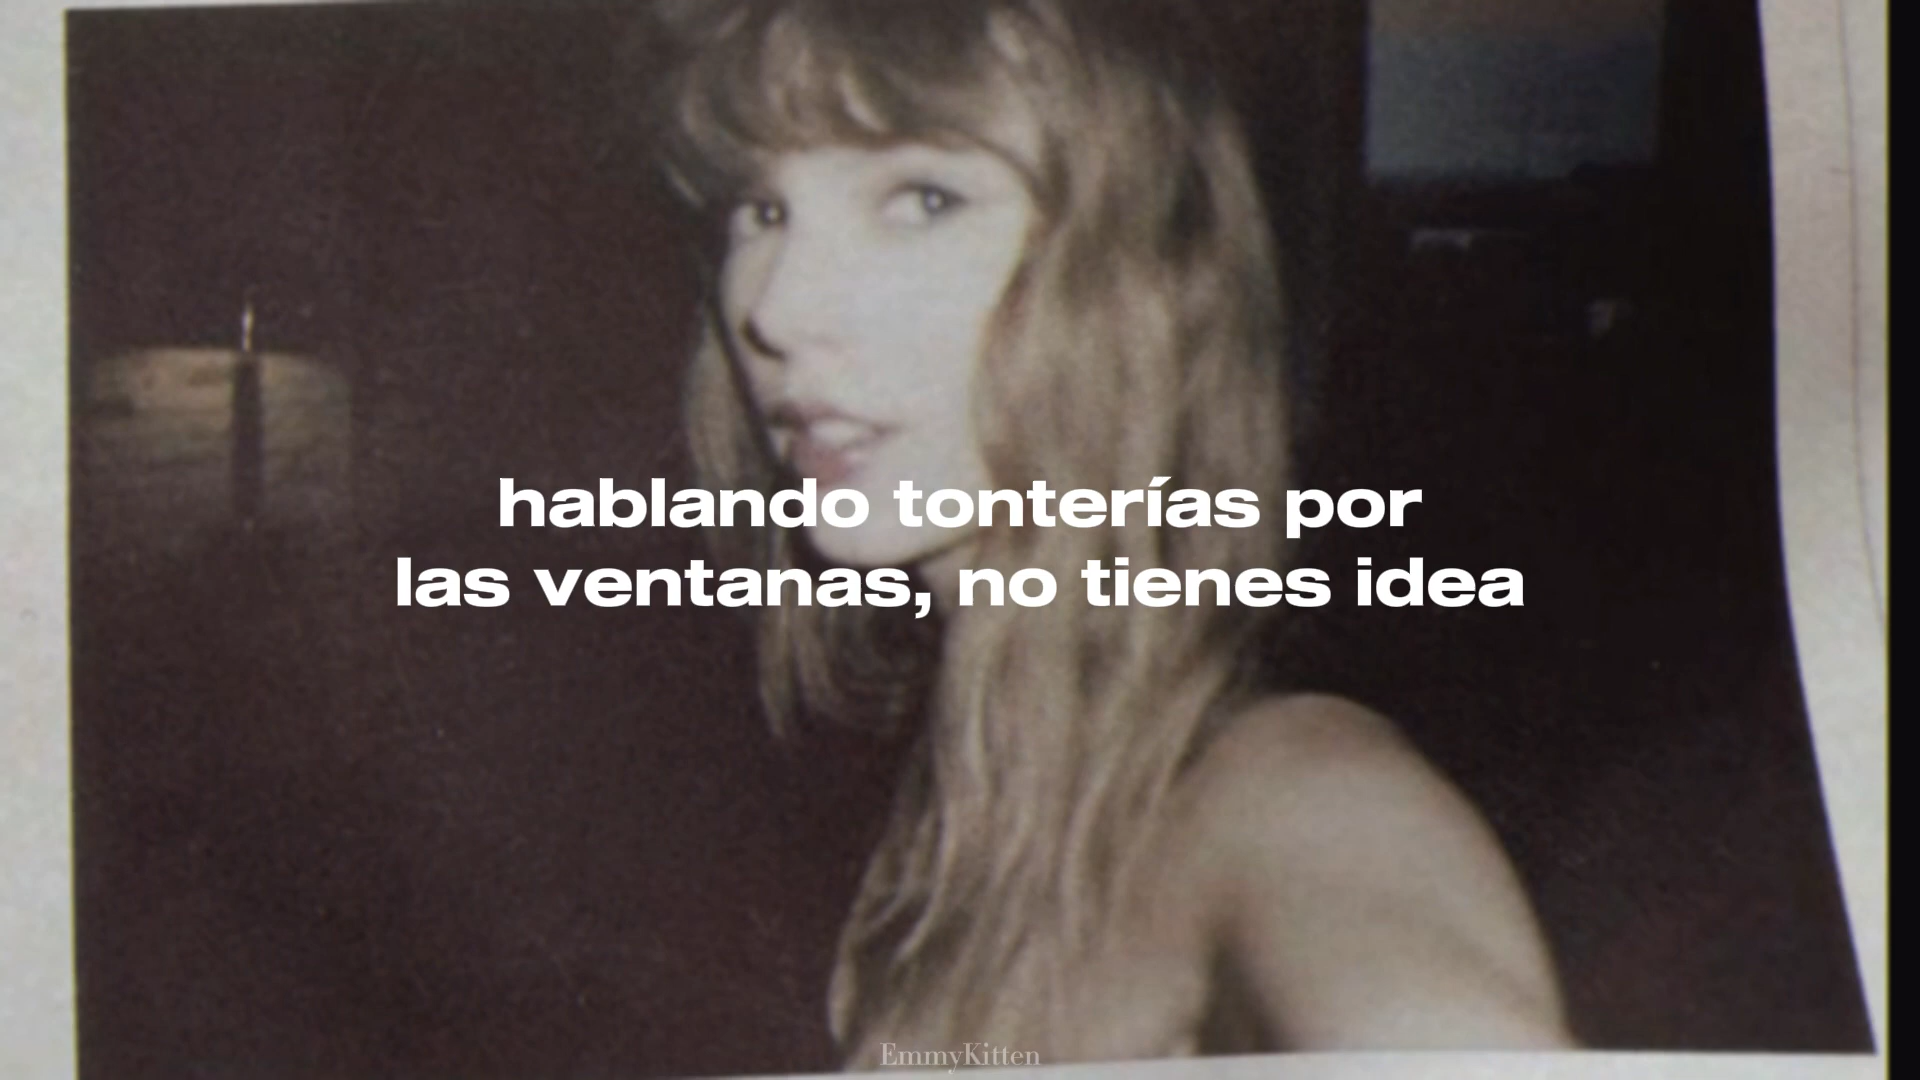 hablando tonterías por
las ventanas, no tienes idea
EmmyKitten